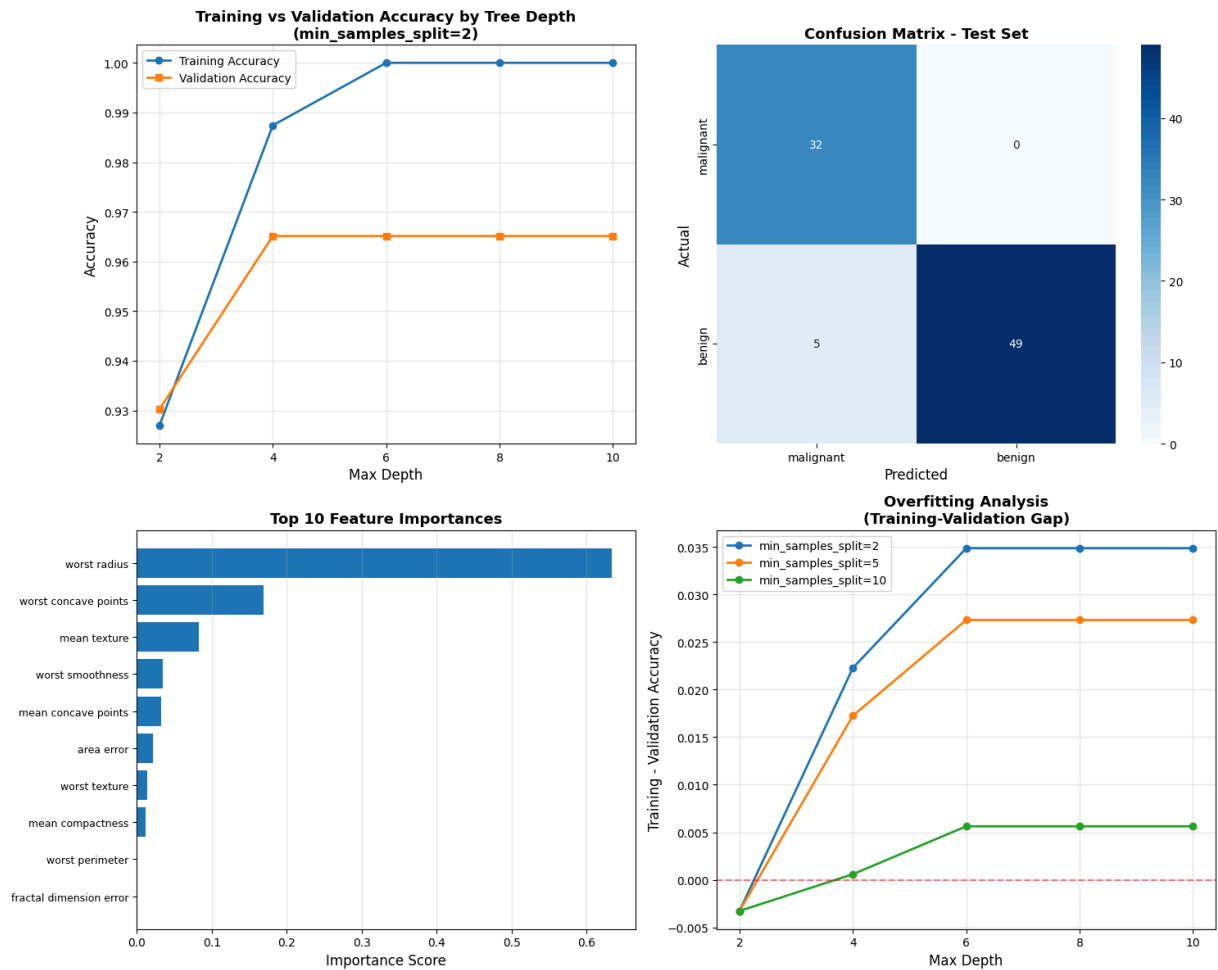 Training vs Validation Accuracy by Tree Depth
(min_samples_split=2)
Training Accuracy
Validation Accuracy
1.00
0.99
0.98
0.97
0.96
0.95
0.94
0.93
Accuracy
2 4 6 8 10
Max Depth
Confusion Matrix - Test Set
malignant
benign
Actual
32 0
5 49
malignant benign
Predicted
40
30
20
10
0
Top 10 Feature Importances
worst radius
worst concave points
mean texture
worst smoothness
mean concave points
area error
worst texture
mean compactness
worst perimeter
fractal dimension error
0.0 0.1 0.2 0.3 0.4 0.5 0.6
Importance Score
Overfitting Analysis
(Training-Validation Gap)
min_samples_split=2
min_samples_split=5
min_samples_split=10
0.035
0.030
0.025
0.020
0.015
0.010
0.005
0.000
−0.005
Training - Validation Accuracy
2 4 6 8 10
Max Depth